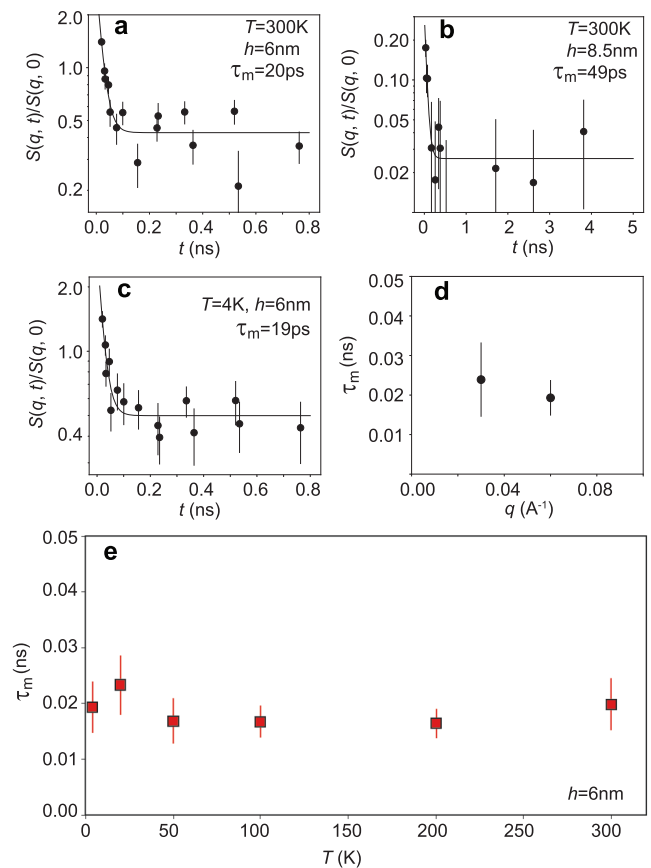 a
T=300K
h=6nm
τm=20ps
S(q, t)/S(q, 0)
2.0
1.0
0.5
0.2
0.0 0.2 0.4 0.6 0.8
t (ns)
b
T=300K
h=8.5nm
τm=49ps
S(q, t)/S(q, 0)
0.20
0.10
0.05
0.02
0 1 2 3 4 5
t (ns)
c
T=4K, h=6nm
τm=19ps
S(q, t)/S(q, 0)
2.0
1.0
0.4
0.0 0.2 0.4 0.6 0.8
t (ns)
d
τm (ns)
0.05
0.04
0.03
0.02
0.01
0.00 0.04 0.08
q (A-1)
e
τm (ns)
0.05
0.04
0.03
0.02
0.01
0.00
0 50 100 150 200 250 300
h=6nm
T (K)